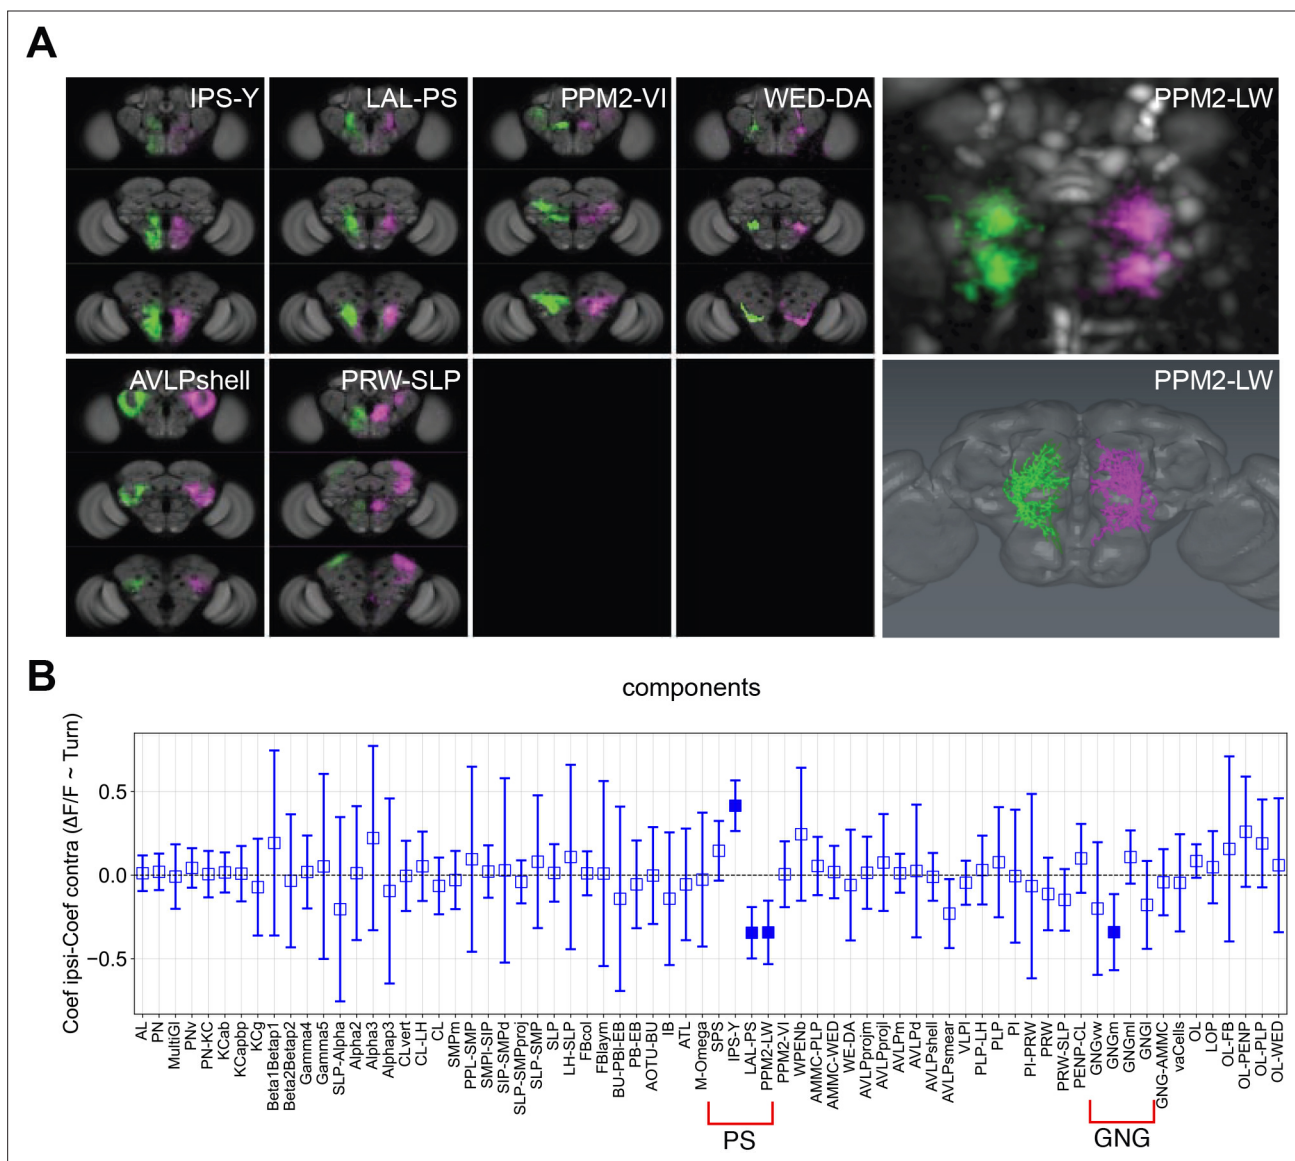 A
IPS-Y
LAL-PS
PPM2-VI
WED-DA
PPM2-LW
AVLPshell
PRW-SLP
PPM2-LW
B
components
Coef ipsi-Coef contra (ΔF/F ~ Turn)
0.5
0.0
−0.5
AL
PN
MultiGl
PNv
PN-KC
KCab
KCapbp
KCg
Beta1Betap1
Beta2Betap2
Gamma4
Gamma5
SLP-Alpha
Alpha2
Alpha3
Alphap3
CLvert
CL-LH
CL
SMPm
PPL-SMP
SMPl-SIP
SIP-SMPd
SLP-SMPproj
SLP-SMP
SLP
LH-SLP
FBcol
FBlaym
BU-PBl-EB
PB-EB
AOTU-BU
IB
ATL
M-Omega
SPS
IPS-Y
LAL-PS
PPM2-LW
PPM2-VI
WPENb
AMMC-PLP
AMMC-WED
WE-DA
AVLPprojm
AVLPprojl
AVLPm
AVLPd
AVLPshell
AVLPsmear
VLPl
PLP-LH
PLP
PI
PI-PRW
PRW
PRW-SLP
PENP-CL
GNGvw
GNGm
GNGml
GNGl
GNG-AMMC
vaCells
OL
LOP
OL-FB
OL-PENP
OL-PLP
OL-WED
PS
GNG